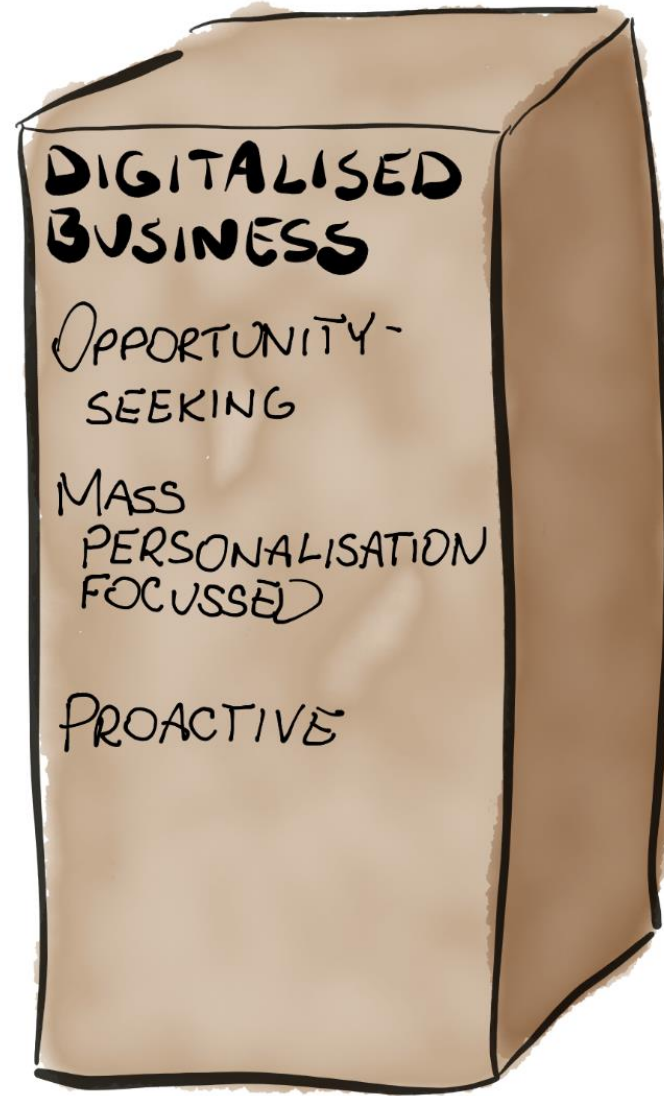 DIGITALISED
BUSINESS
OPPORTUNITY-
SEEKING
MASS
PERSONALISATION
FOCUSSED
PROACTIVE